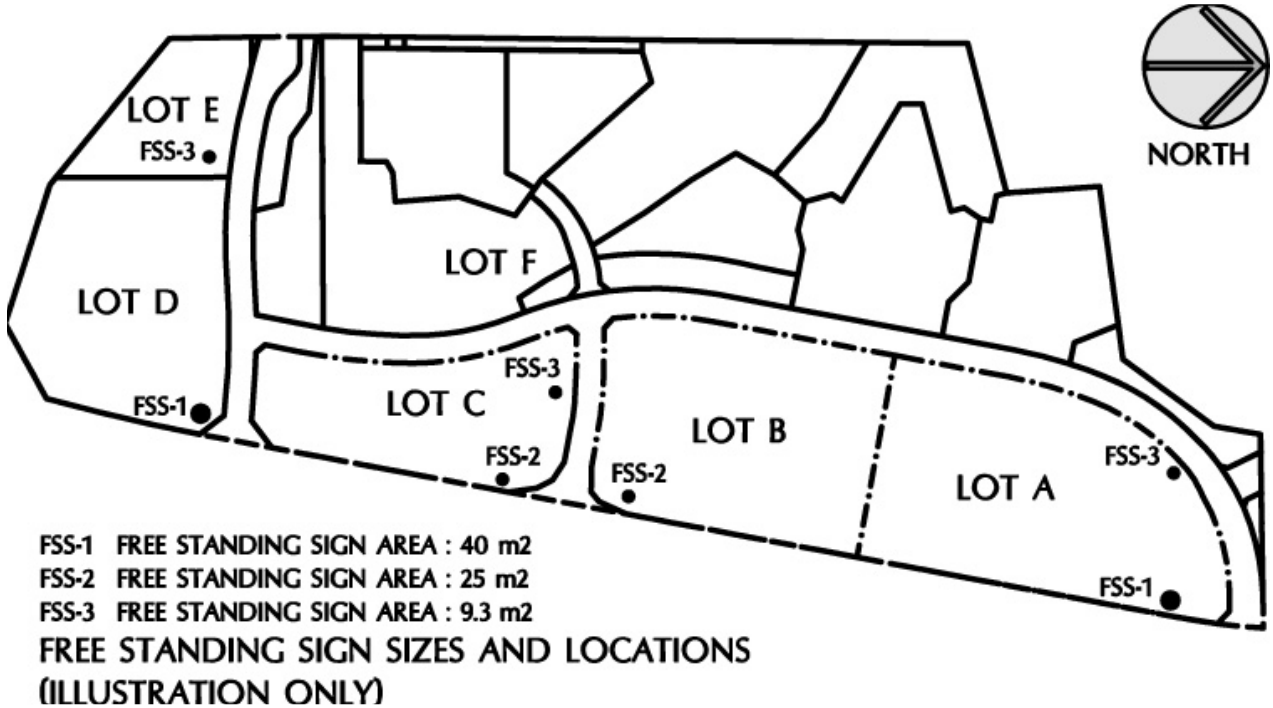 NORTH
LOT E
FSS-3
LOT D
FSS-1
LOT F
LOT C
FSS-3
FSS-2
LOT B
FSS-2
LOT A
FSS-3
FSS-1
FSS-1 FREE STANDING SIGN AREA : 40 m2
FSS-2 FREE STANDING SIGN AREA : 25 m2
FSS-3 FREE STANDING SIGN AREA : 9.3 m2
FREE STANDING SIGN SIZES AND LOCATIONS
(ILLUSTRATION ONLY)